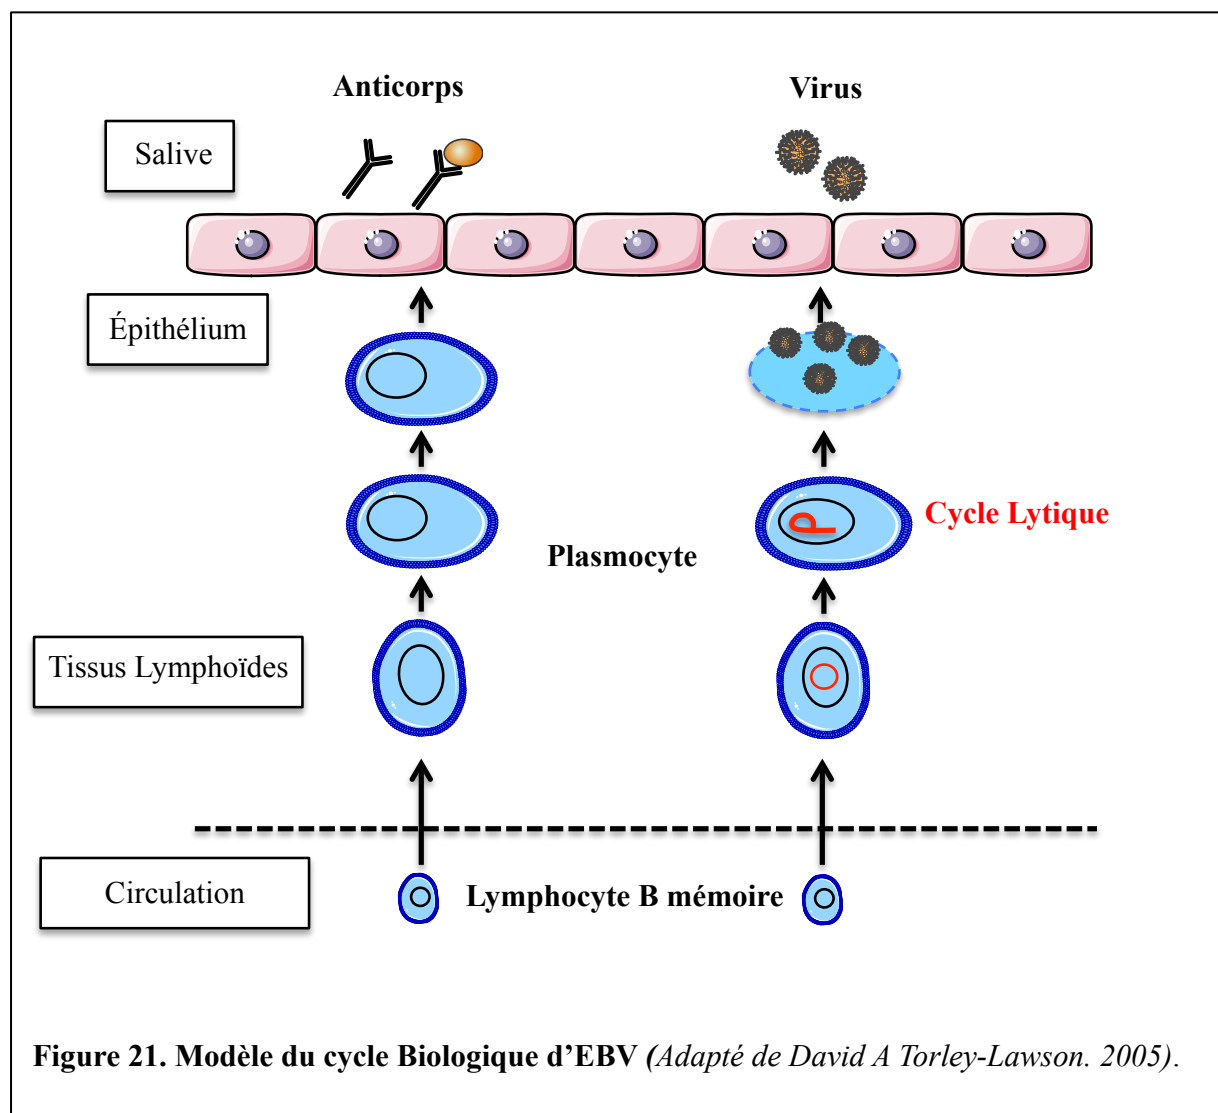 Anticorps
Virus
Salive
Épithélium
Cycle Lytique
Plasmocyte
Tissus Lymphoïdes
Circulation
Lymphocyte B mémoire
Figure 21. Modèle du cycle Biologique d’EBV (Adapté de David A Torley-Lawson. 2005).